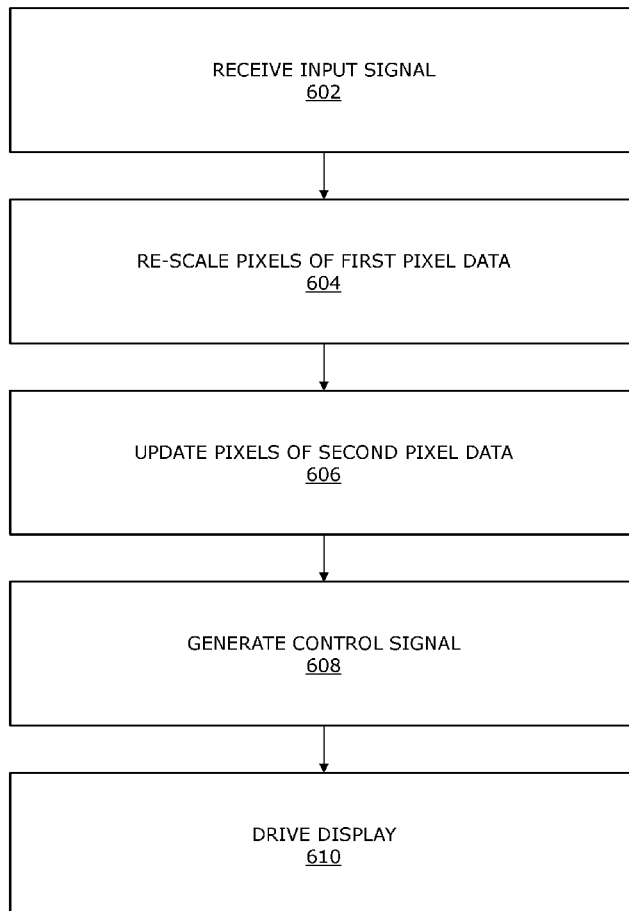 RECEIVE INPUT SIGNAL
602
RE-SCALE PIXELS OF FIRST PIXEL DATA
604
UPDATE PIXELS OF SECOND PIXEL DATA
606
GENERATE CONTROL SIGNAL
608
DRIVE DISPLAY
610